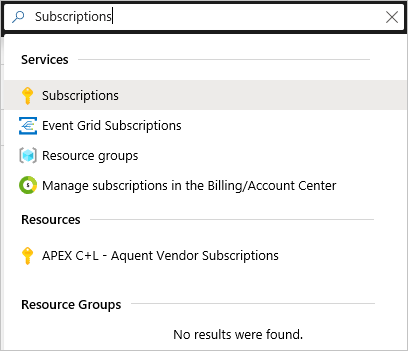 Subscriptions
Services
Subscriptions
Event Grid Subscriptions
Resource groups
Manage subscriptions in the Billing/Account Center
Resources
APEX C+L - Aquent Vendor Subscriptions
Resource Groups
No results were found.